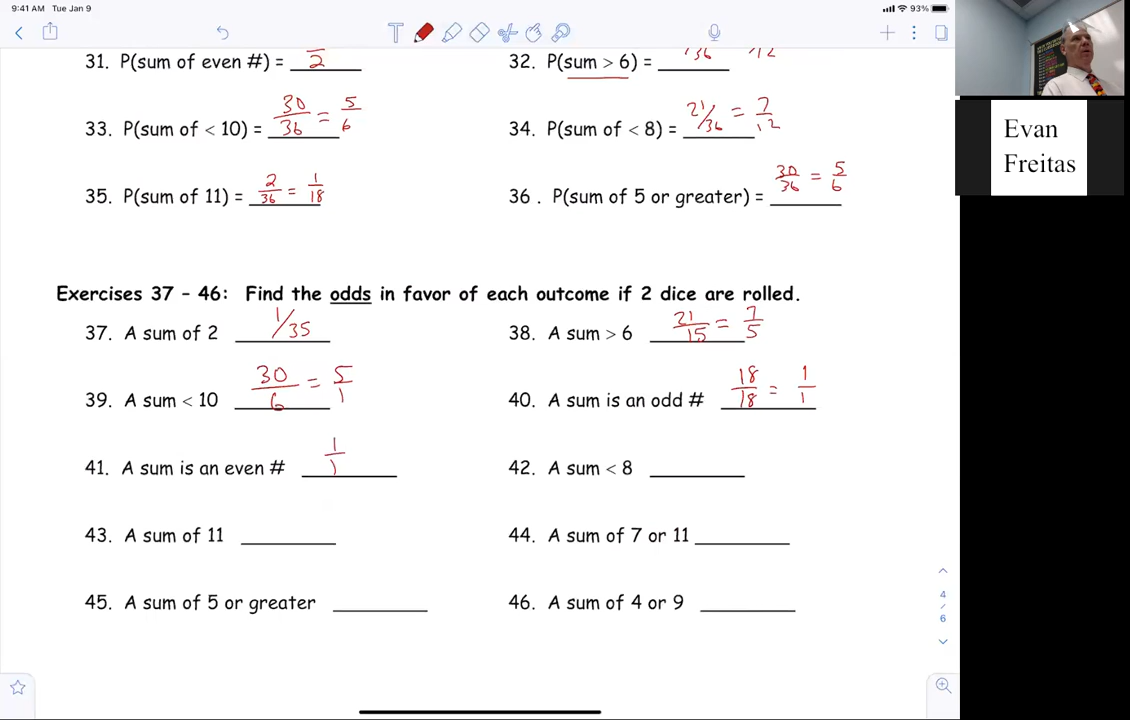 9:41 AM Tue Jan 9
93%
31. P(sum of even #) = 2
32. P(sum > 6) = /36 /12
33. P(sum of < 10) = 30/36 = 5/6
34. P(sum of < 8) = 21/36 = 7/12
35. P(sum of 11) = 2/36 = 1/18
36 . P(sum of 5 or greater) = 30/36 = 5/6
Evan
Freitas
Exercises 37 - 46: Find the odds in favor of each outcome if 2 dice are rolled.
37. A sum of 2 1/35
38. A sum > 6 21/15 = 7/5
39. A sum < 10 30/6 = 5/1
40. A sum is an odd # 18/18 = 1/1
41. A sum is an even # 1/1
42. A sum < 8
43. A sum of 11
44. A sum of 7 or 11
45. A sum of 5 or greater
46. A sum of 4 or 9
4
/
6